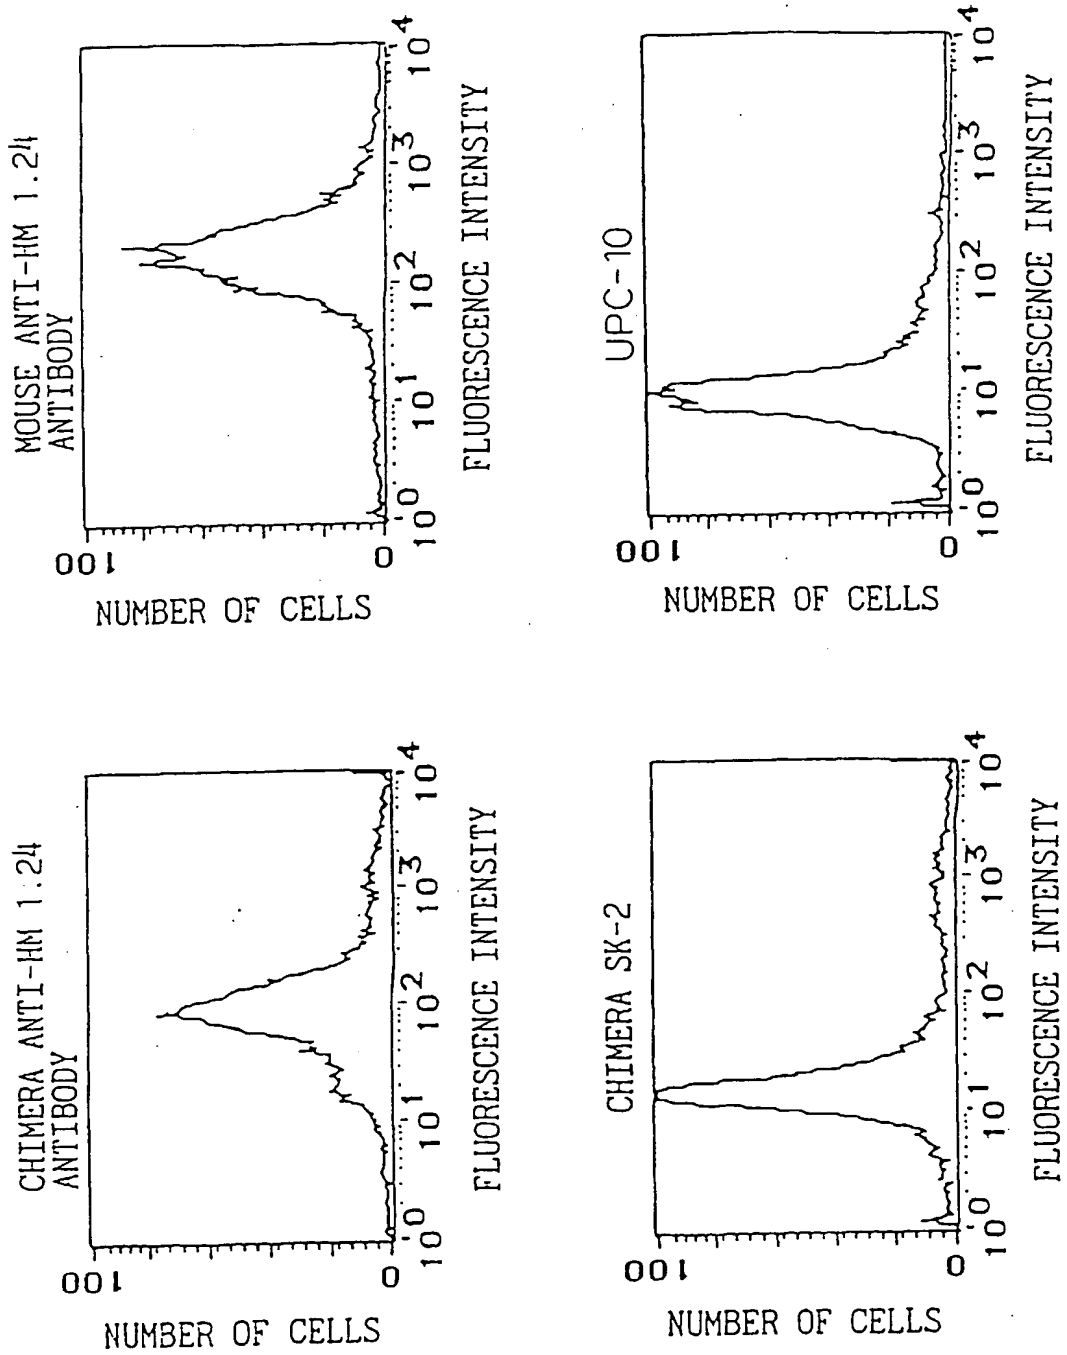 CHIMERA ANTI-HM 1:24
ANTIBODY
100
0
NUMBER OF CELLS
10^0 10^1 10^2 10^3 10^4
FLUORESCENCE INTENSITY
MOUSE ANTI-HM 1.24
ANTIBODY
100
0
NUMBER OF CELLS
10^0 10^1 10^2 10^3 10^4
FLUORESCENCE INTENSITY
CHIMERA SK-2
100
0
NUMBER OF CELLS
10^0 10^1 10^2 10^3 10^4
FLUORESCENCE INTENSITY
UPC-10
100
0
NUMBER OF CELLS
10^0 10^1 10^2 10^3 10^4
FLUORESCENCE INTENSITY